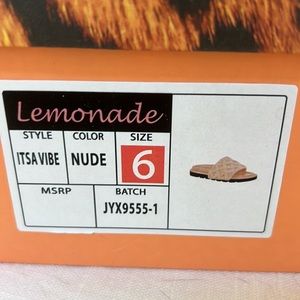 Lemonade
STYLE COLOR SIZE
ITSAVIBE NUDE 6
MSRP BATCH
JYX9555-1